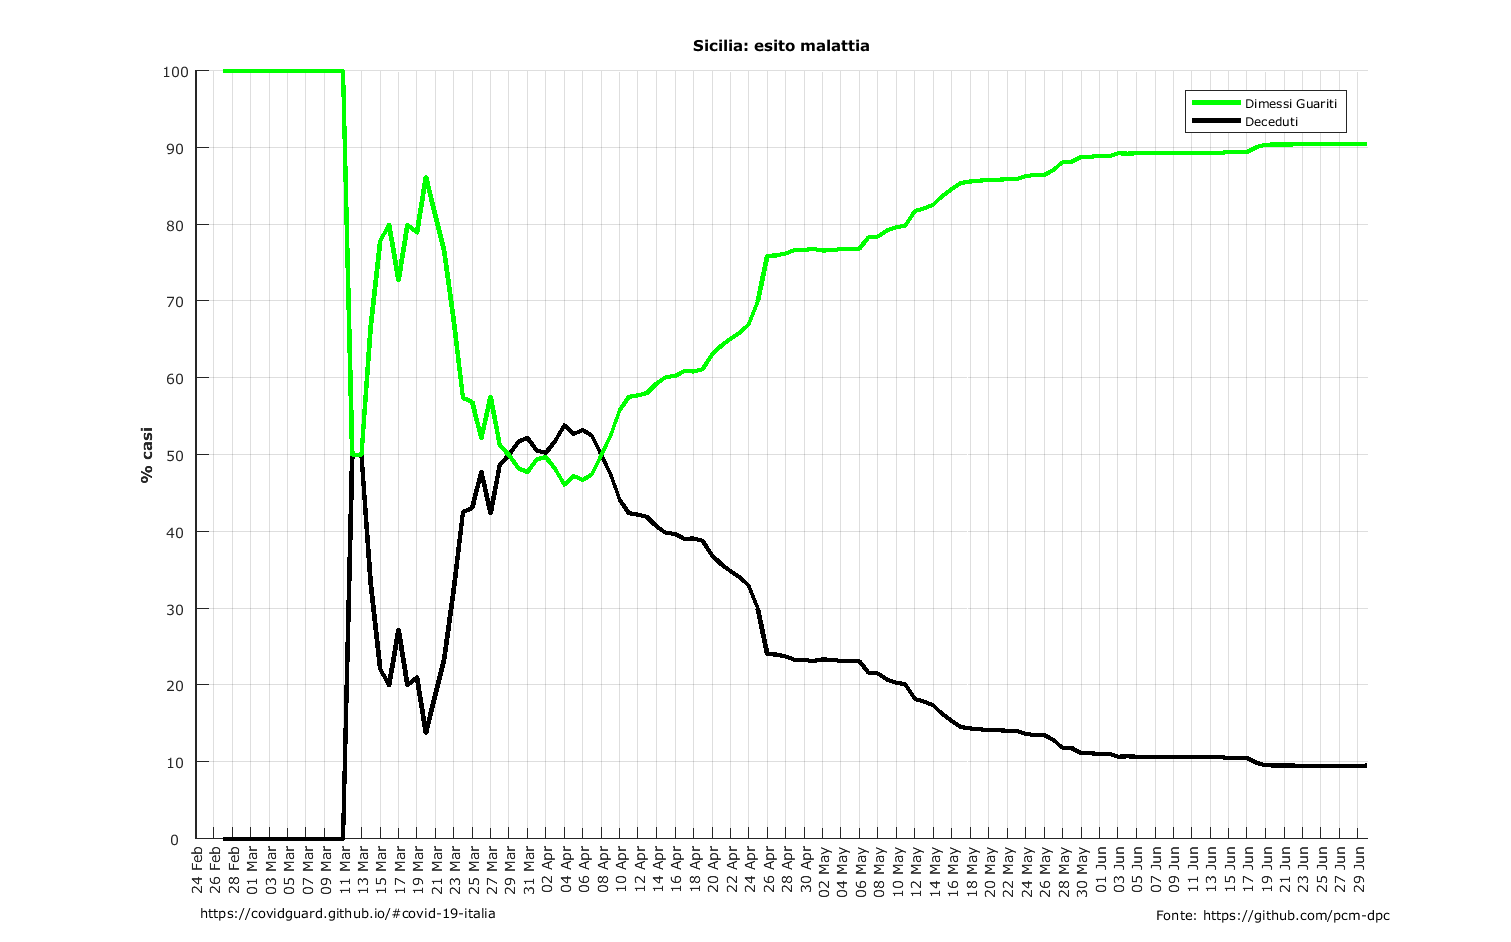 Sicilia: esito malattia
100
90
80
70
60
50
40
30
20
10
0
% casi
Dimessi Guariti
Deceduti
24 Feb
26 Feb
28 Feb
01 Mar
03 Mar
05 Mar
07 Mar
09 Mar
11 Mar
13 Mar
15 Mar
17 Mar
19 Mar
21 Mar
23 Mar
25 Mar
27 Mar
29 Mar
31 Mar
02 Apr
04 Apr
06 Apr
08 Apr
10 Apr
12 Apr
14 Apr
16 Apr
18 Apr
20 Apr
22 Apr
24 Apr
26 Apr
28 Apr
30 Apr
02 May
04 May
06 May
08 May
10 May
12 May
14 May
16 May
18 May
20 May
22 May
24 May
26 May
28 May
30 May
01 Jun
03 Jun
05 Jun
07 Jun
09 Jun
11 Jun
13 Jun
15 Jun
17 Jun
19 Jun
21 Jun
23 Jun
25 Jun
27 Jun
29 Jun
https://covidguard.github.io/#covid-19-italia
Fonte: https://github.com/pcm-dpc